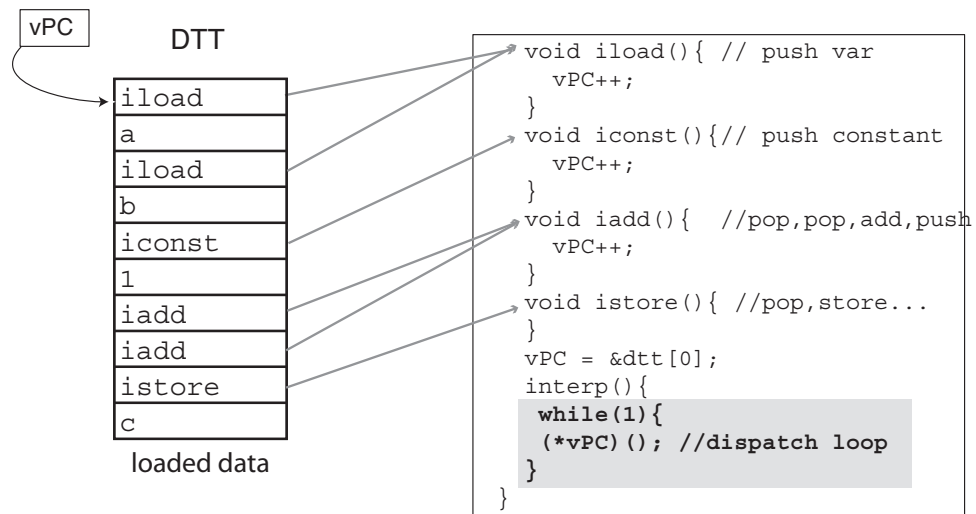 vPC
DTT
iload
a
iload
b
iconst
1
iadd
iadd
istore
c
loaded data
void iload(){ // push var
vPC++;
}
void iconst(){// push constant
vPC++;
}
void iadd(){ //pop,pop,add,push
vPC++;
}
void istore(){ //pop,store...
}
vPC = &dtt[0];
interp(){
while(1){
(*vPC)(); //dispatch loop
}
}